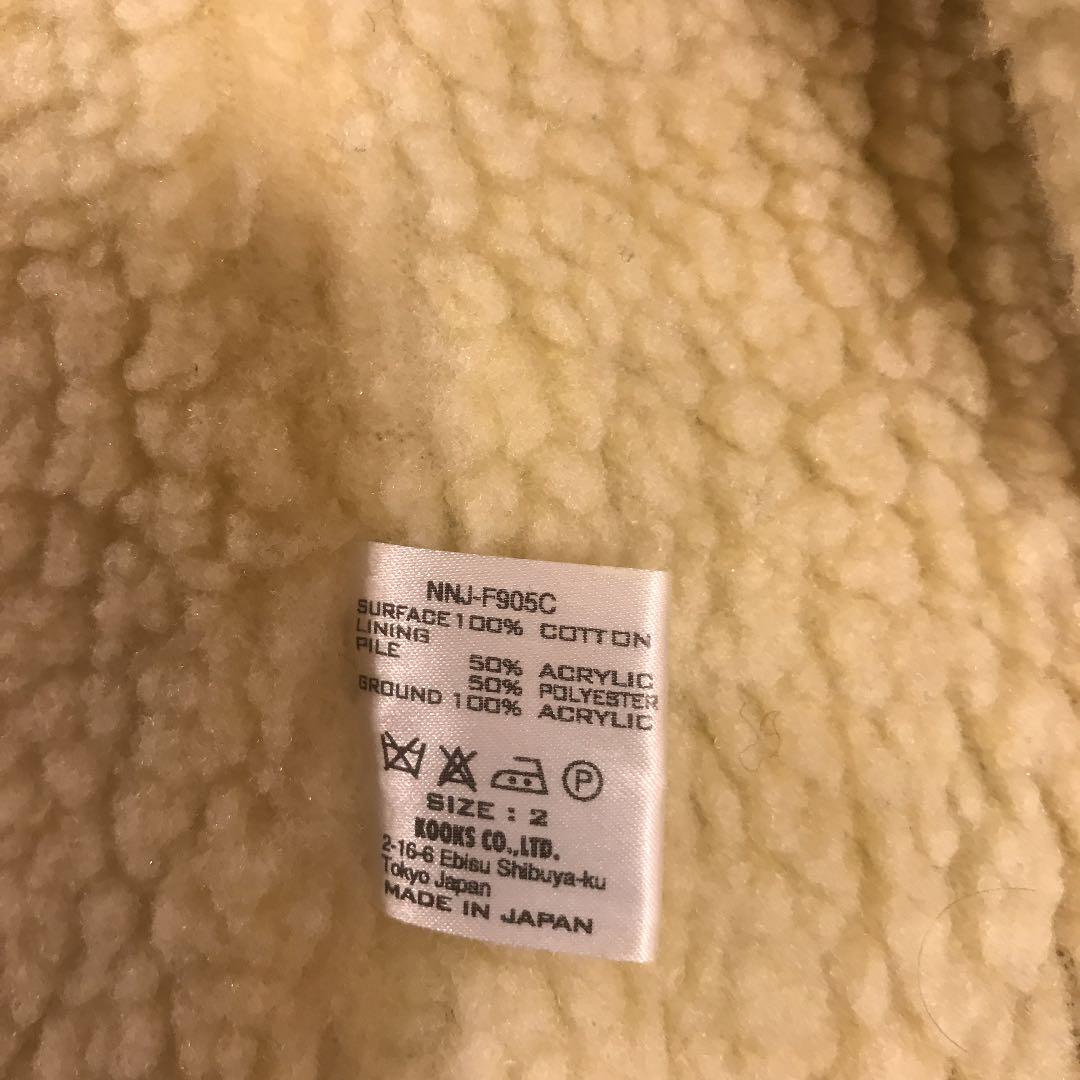 NNJ-F905C
SURFACE 100% COTTON
LINING
PILE 50% ACRYLIC
50% POLYESTER
GROUND 100% ACRYLIC
P
SIZE : 2
KOOKS CO.,LTD.
2-16-6 Ebisu Shibuya-ku
Tokyo Japan
MADE IN JAPAN